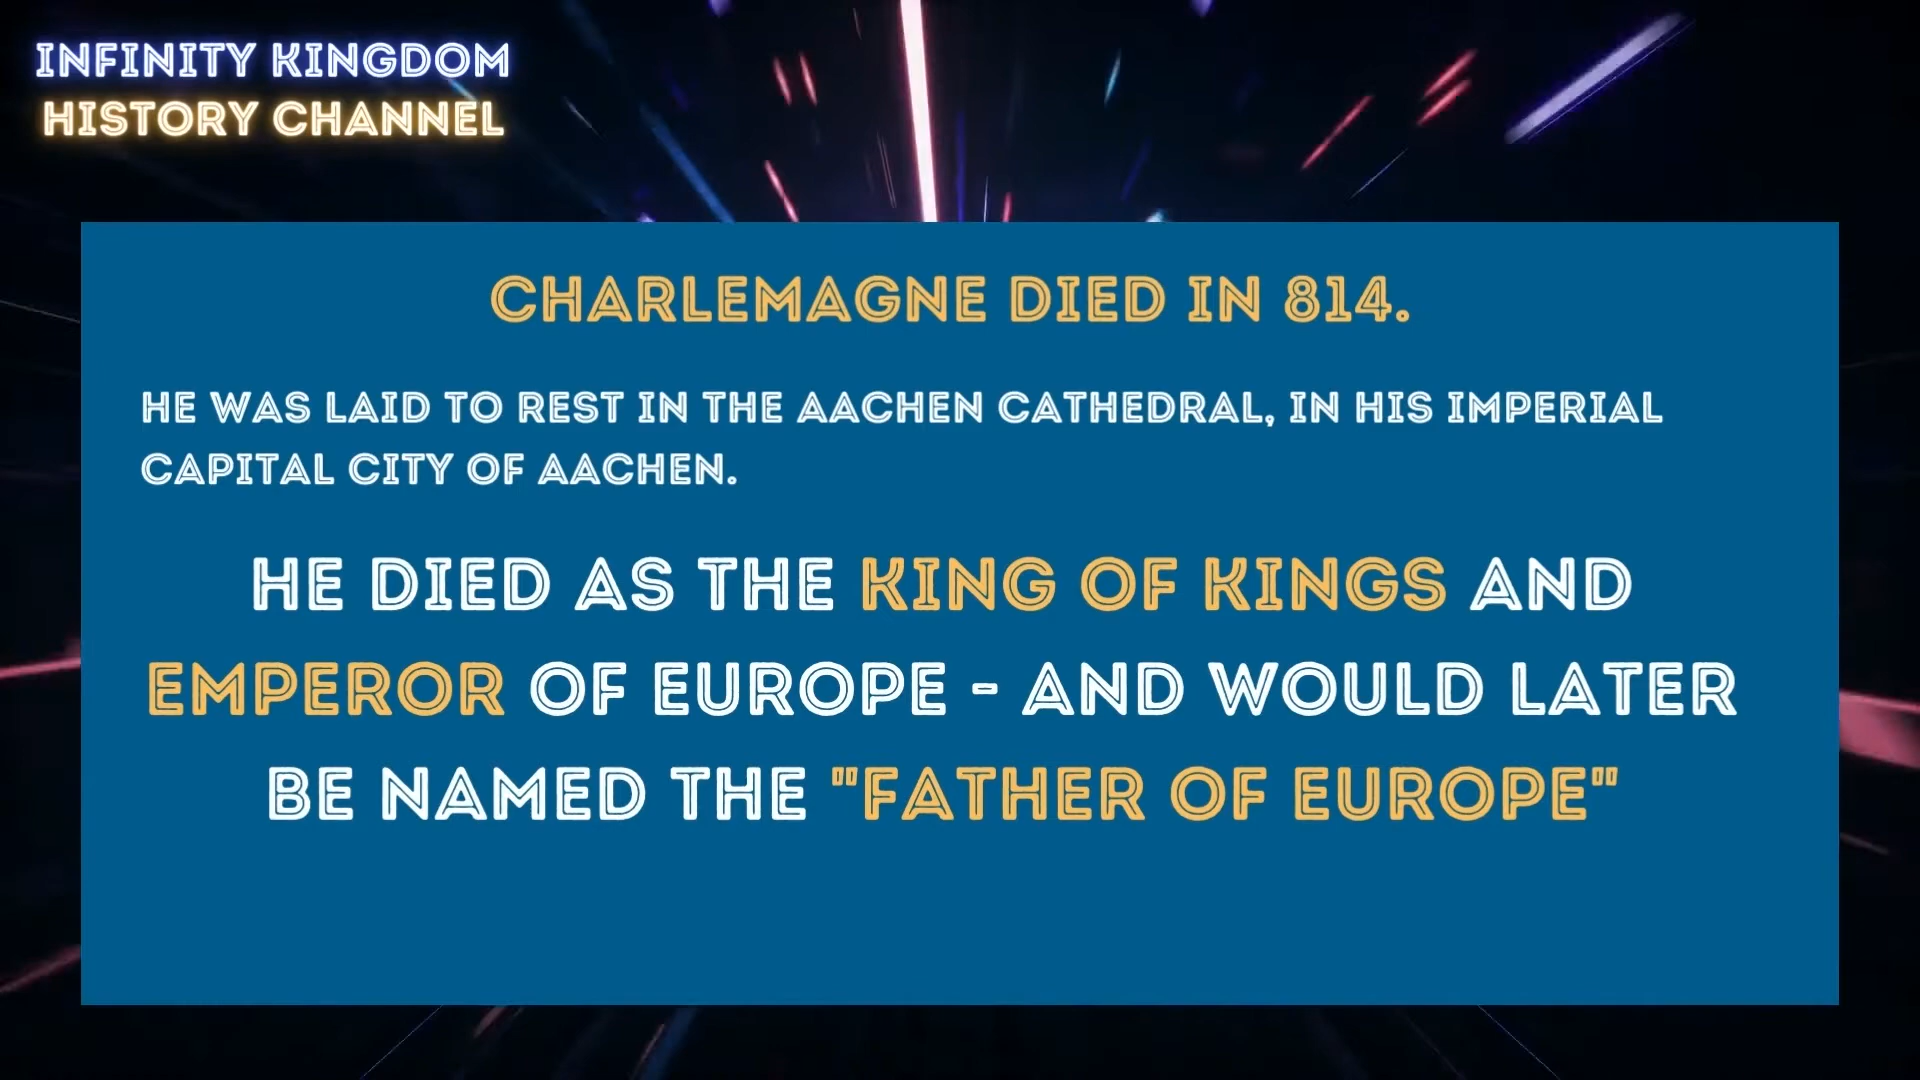 INFINITY KINGDOM
HISTORY CHANNEL
CHARLEMAGNE DIED IN 814.
HE WAS LAID TO REST IN THE AACHEN CATHEDRAL, IN HIS IMPERIAL
CAPITAL CITY OF AACHEN.
HE DIED AS THE KING OF KINGS AND
EMPEROR OF EUROPE - AND WOULD LATER
BE NAMED THE "FATHER OF EUROPE"